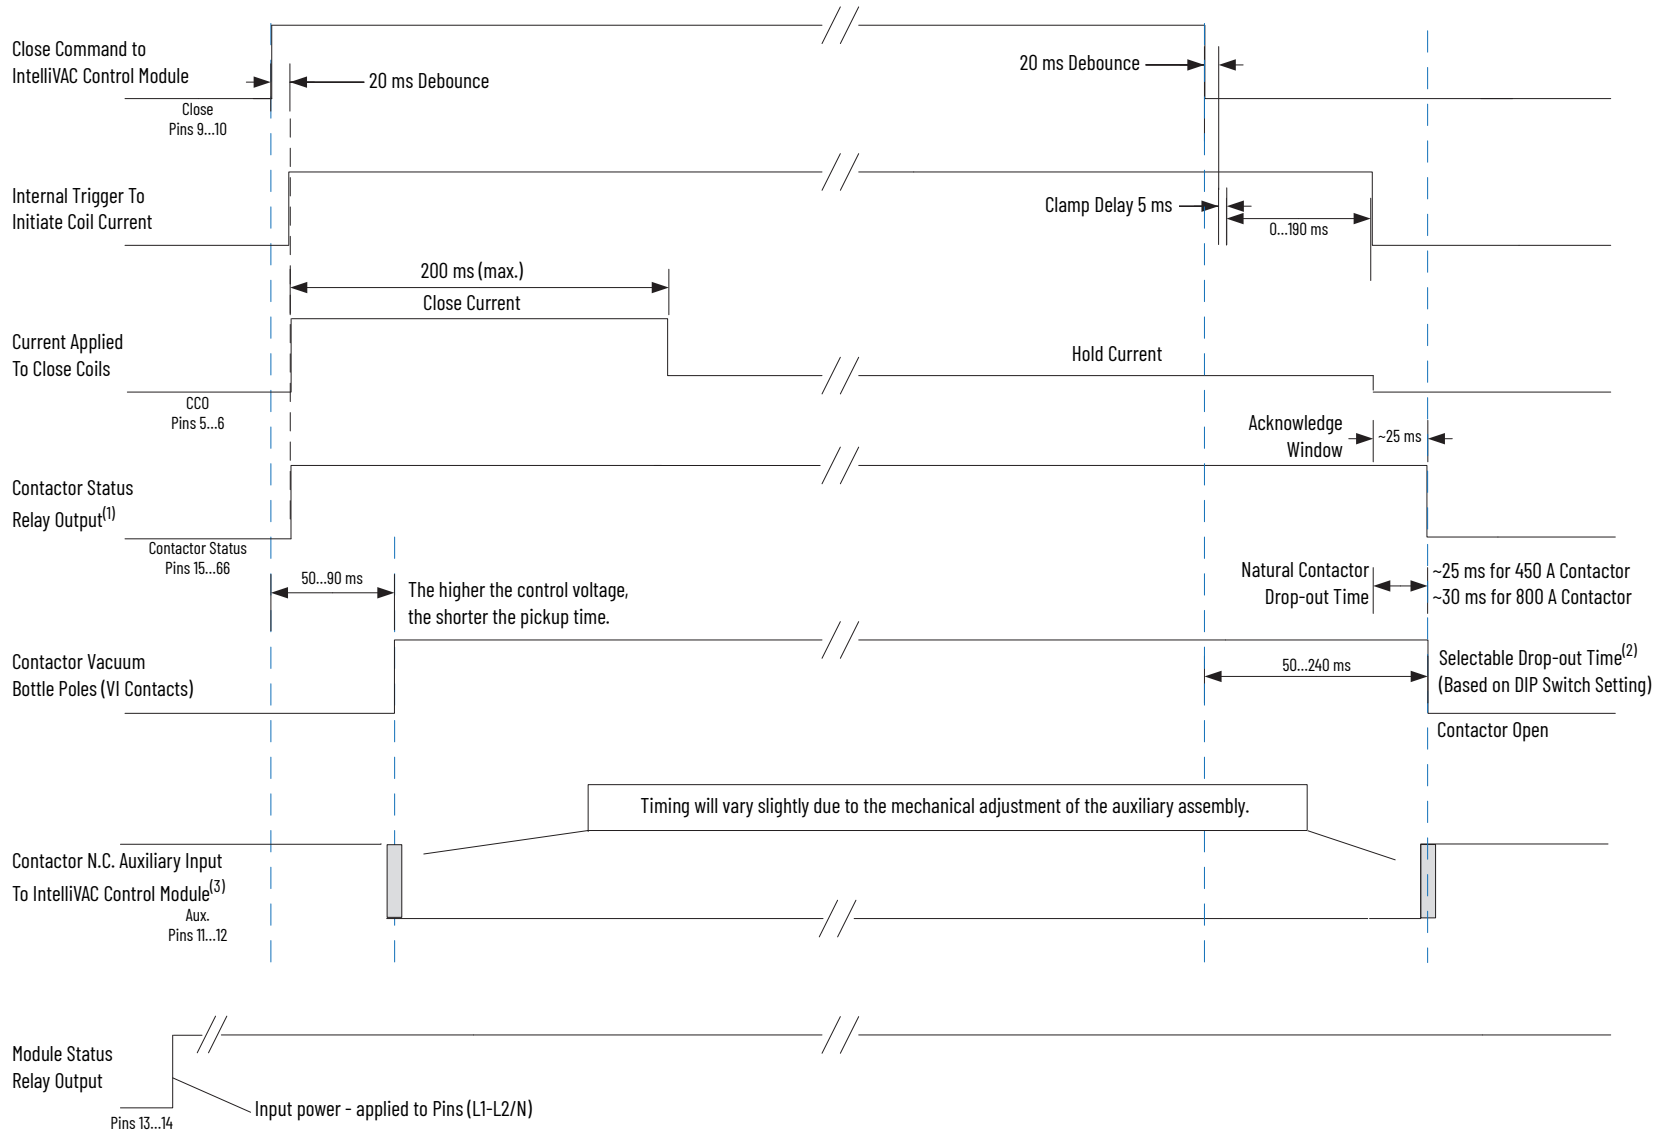 Close Command to
IntelliVAC Control Module
20 ms Debounce
20 ms Debounce
Close
Pins 9...10
Internal Trigger To
Initiate Coil Current
Clamp Delay 5 ms
0...190 ms
200 ms (max.)
Close Current
Current Applied
To Close Coils
Hold Current
CCO
Pins 5...6
Acknowledge
Window
~25 ms
Contactor Status
Relay Output(1)
Contactor Status
Pins 15...66
50...90 ms
The higher the control voltage,
the shorter the pickup time.
Natural Contactor
Drop-out Time
~25 ms for 450 A Contactor
~30 ms for 800 A Contactor
Contactor Vacuum
Bottle Poles (VI Contacts)
50...240 ms
Selectable Drop-out Time(2)
(Based on DIP Switch Setting)
Contactor Open
Timing will vary slightly due to the mechanical adjustment of the auxiliary assembly.
Contactor N.C. Auxiliary Input
To IntelliVAC Control Module(3)
Aux.
Pins 11...12
Module Status
Relay Output
Input power - applied to Pins (L1-L2/N)
Pins 13...14